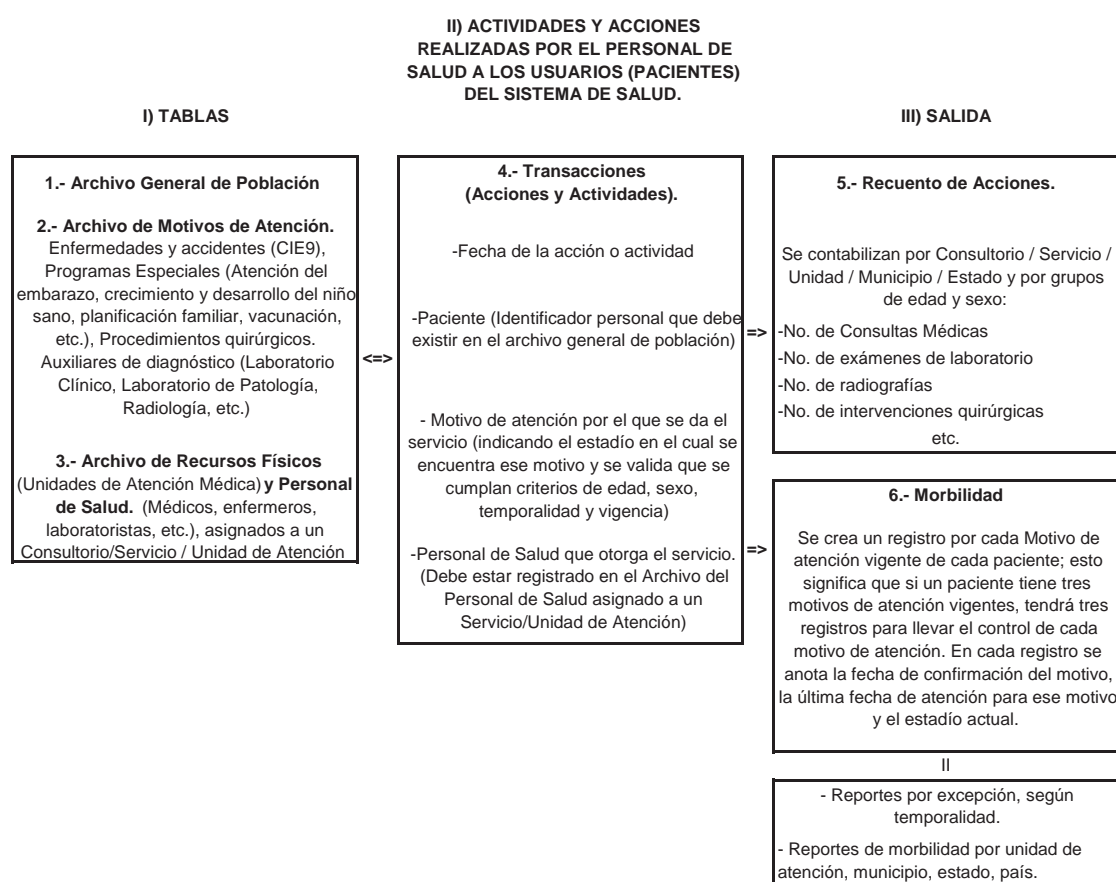 II) ACTIVIDADES Y ACCIONES
REALIZADAS POR EL PERSONAL DE
SALUD A LOS USUARIOS (PACIENTES)
DEL SISTEMA DE SALUD.
I) TABLAS
III) SALIDA
1.- Archivo General de Población
2.- Archivo de Motivos de Atención.
Enfermedades y accidentes (CIE9),
Programas Especiales (Atención del
embarazo, crecimiento y desarrollo del niño
sano, planificación familiar, vacunación,
etc.), Procedimientos quirúrgicos.
Auxiliares de diagnóstico (Laboratorio
Clínico, Laboratorio de Patología,
Radiología, etc.)
3.- Archivo de Recursos Físicos
(Unidades de Atención Médica) y Personal
de Salud. (Médicos, enfermeros,
laboratoristas, etc.), asignados a un
Consultorio/Servicio / Unidad de Atención
<=>
4.- Transacciones
(Acciones y Actividades).
-Fecha de la acción o actividad
-Paciente (Identificador personal que debe
existir en el archivo general de población)
- Motivo de atención por el que se da el
servicio (indicando el estadío en el cual se
encuentra ese motivo y se valida que se
cumplan criterios de edad, sexo,
temporalidad y vigencia)
-Personal de Salud que otorga el servicio.
(Debe estar registrado en el Archivo del
Personal de Salud asignado a un
Servicio/Unidad de Atención)
=>
=>
5.- Recuento de Acciones.
Se contabilizan por Consultorio / Servicio /
Unidad / Municipio / Estado y por grupos
de edad y sexo:
-No. de Consultas Médicas
-No. de exámenes de laboratorio
-No. de radiografías
-No. de intervenciones quirúrgicas
etc.
6.- Morbilidad
Se crea un registro por cada Motivo de
atención vigente de cada paciente; esto
significa que si un paciente tiene tres
motivos de atención vigentes, tendrá tres
registros para llevar el control de cada
motivo de atención. En cada registro se
anota la fecha de confirmación del motivo,
la última fecha de atención para ese motivo
y el estadío actual.
II
- Reportes por excepción, según
temporalidad.
- Reportes de morbilidad por unidad de
atención, municipio, estado, país.